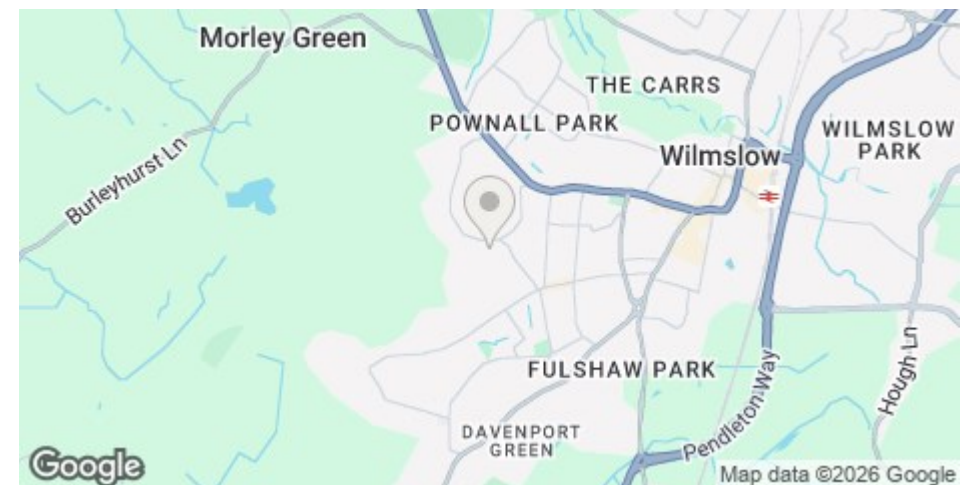 Morley Green
THE CARRS
POWNALL PARK
WILMSLOW
PARK
Wilmslow
Burleyhurst Ln
FULSHAW PARK
Hough Ln
Pendleton Way
DAVENPORT
GREEN
Google
Map data ©2026 Google